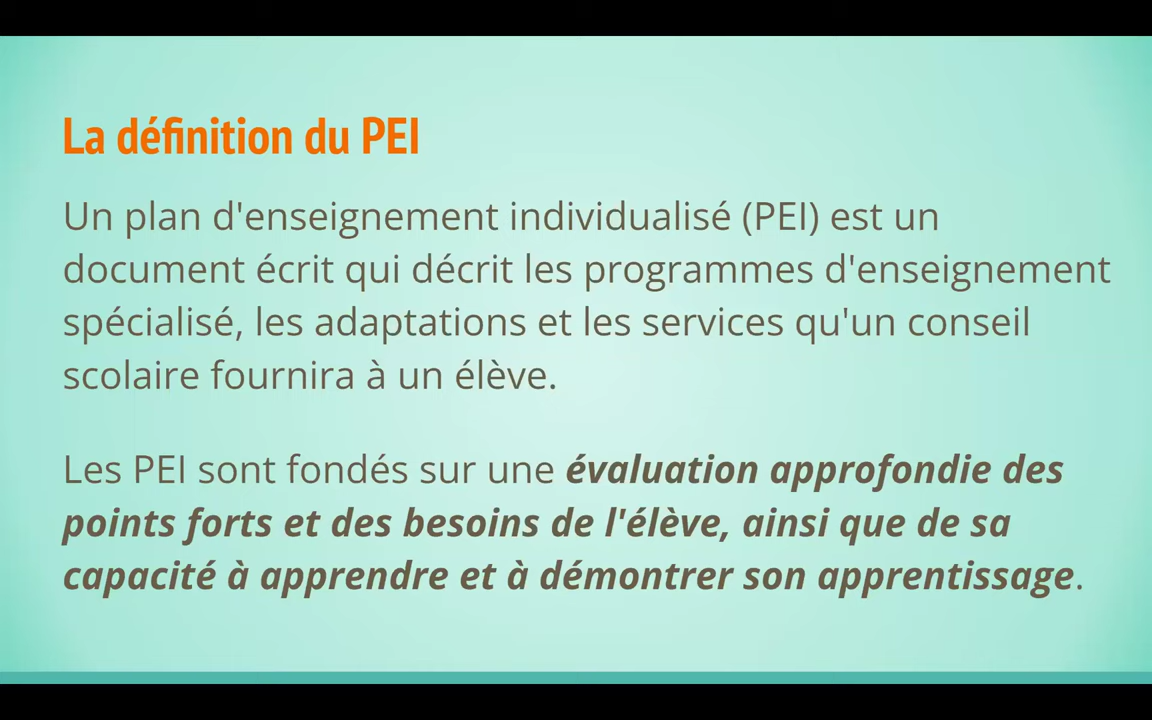 La définition du PEI
Un plan d'enseignement individualisé (PEI) est un
document écrit qui décrit les programmes d'enseignement
spécialisé, les adaptations et les services qu'un conseil
scolaire fournira à un élève.
Les PEI sont fondés sur une évaluation approfondie des
points forts et des besoins de l'élève, ainsi que de sa
capacité à apprendre et à démontrer son apprentissage.